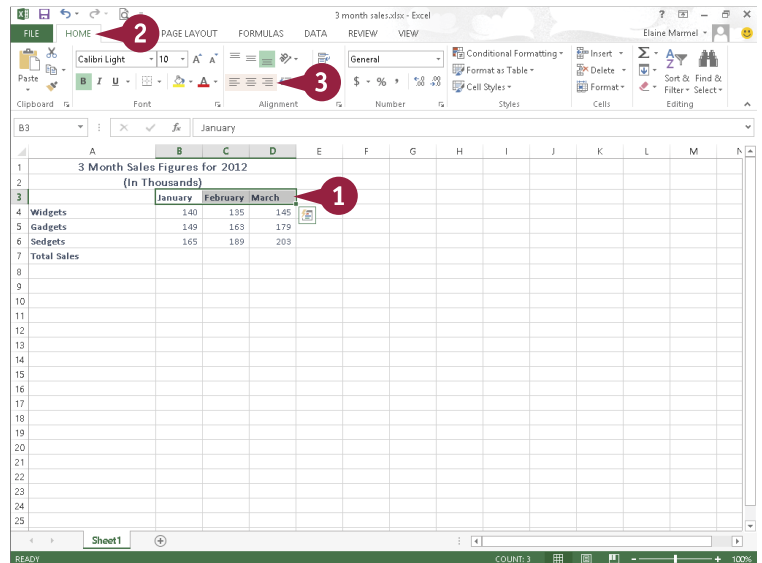 3 month sales.xlsx - Excel
FILE HOME 2 PAGE LAYOUT FORMULAS DATA REVIEW VIEW Elaine Marmel
Calibri Light 10 A A General Conditional Formatting Insert
Paste Format as Table Delete
B I U A 3 $ % , .00 Cell Styles Format
Sort & Find &
Filter Select
Clipboard Font Alignment Number Styles Cells Editing
B3 fx January
A B C D E F G H I J K L M N
1 3 Month Sales Figures for 2012
2 (In Thousands)
3 January February March 1
4 Widgets 140 135 145
5 Gadgets 149 163 179
6 Sedgets 165 189 203
7 Total Sales
8
9
10
11
12
13
14
15
16
17
18
19
20
21
22
23
24
25
Sheet1
READY COUNT: 3 100%